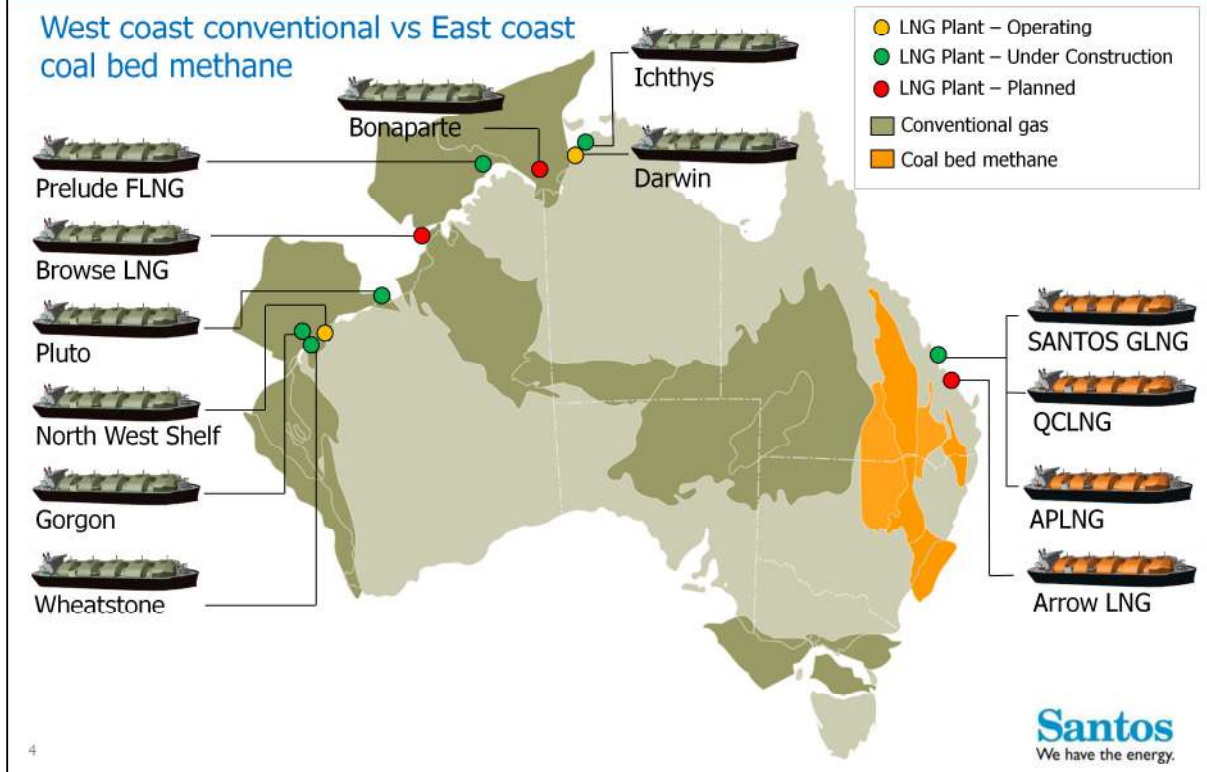 West coast conventional vs East coast
coal bed methane
LNG Plant – Operating
LNG Plant – Under Construction
LNG Plant – Planned
Conventional gas
Coal bed methane
Ichthys
Bonaparte
Darwin
Prelude FLNG
Browse LNG
Pluto
North West Shelf
Gorgon
Wheatstone
SANTOS GLNG
QCLNG
APLNG
Arrow LNG
4
Santos
We have the energy.